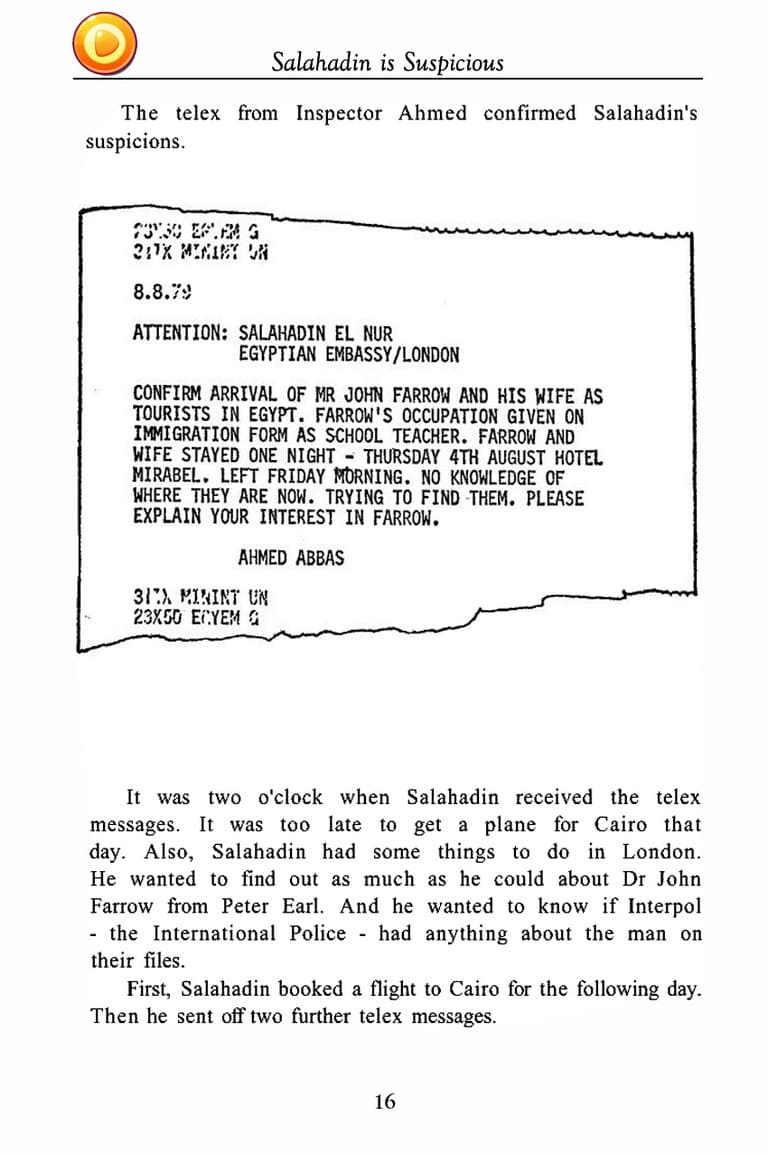 Salahadin is Suspicious
The telex from Inspector Ahmed confirmed Salahadin's
suspicions.
G
8.8.79
ATTENTION: SALAHADIN EL NUR
EGYPTIAN EMBASSY/LONDON
CONFIRM ARRIVAL OF MR JOHN FARROW AND HIS WIFE AS
TOURISTS IN EGYPT. FARROW'S OCCUPATION GIVEN ON
IMMIGRATION FORM AS SCHOOL TEACHER. FARROW AND
WIFE STAYED ONE NIGHT - THURSDAY 4TH AUGUST HOTEL
MIRABEL. LEFT FRIDAY MORNING. NO KNOWLEDGE OF
WHERE THEY ARE NOW. TRYING TO FIND THEM. PLEASE
EXPLAIN YOUR INTEREST IN FARROW.
AHMED ABBAS
UN
23X50
It was two o'clock when Salahadin received the telex
messages. It was too late to get a plane for Cairo that
day. Also, Salahadin had some things to do in London.
He wanted to find out as much as he could about Dr John
Farrow from Peter Earl. And he wanted to know if Interpol
- the International Police - had anything about the man on
their files.
First, Salahadin booked a flight to Cairo for the following day.
Then he sent off two further telex messages.
16